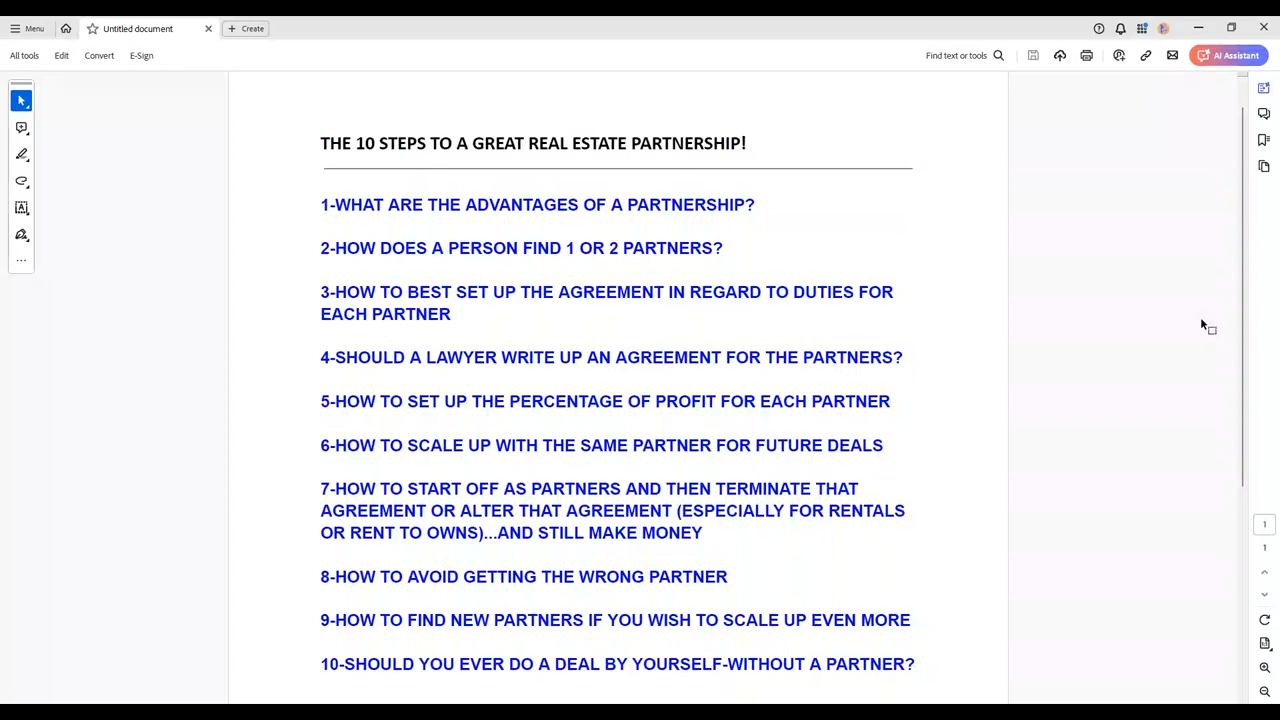 Menu
Untitled document
Create
All tools
Edit
Convert
E-Sign
Find text or tools
AI Assistant
THE 10 STEPS TO A GREAT REAL ESTATE PARTNERSHIP!
1-WHAT ARE THE ADVANTAGES OF A PARTNERSHIP?
2-HOW DOES A PERSON FIND 1 OR 2 PARTNERS?
3-HOW TO BEST SET UP THE AGREEMENT IN REGARD TO DUTIES FOR
EACH PARTNER
4-SHOULD A LAWYER WRITE UP AN AGREEMENT FOR THE PARTNERS?
5-HOW TO SET UP THE PERCENTAGE OF PROFIT FOR EACH PARTNER
6-HOW TO SCALE UP WITH THE SAME PARTNER FOR FUTURE DEALS
7-HOW TO START OFF AS PARTNERS AND THEN TERMINATE THAT
AGREEMENT OR ALTER THAT AGREEMENT (ESPECIALLY FOR RENTALS
OR RENT TO OWNS)...AND STILL MAKE MONEY
8-HOW TO AVOID GETTING THE WRONG PARTNER
9-HOW TO FIND NEW PARTNERS IF YOU WISH TO SCALE UP EVEN MORE
10-SHOULD YOU EVER DO A DEAL BY YOURSELF-WITHOUT A PARTNER?
1
1